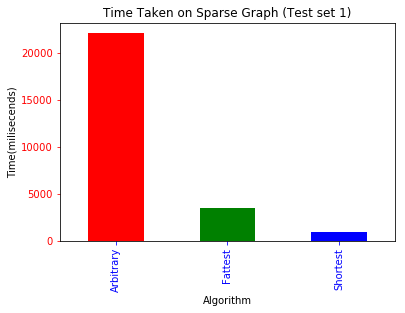 Time Taken on Sparse Graph (Test set 1)
Time(milisecends)
20000
15000
10000
5000
0
Arbitrary
Fattest
Shortest
Algorithm